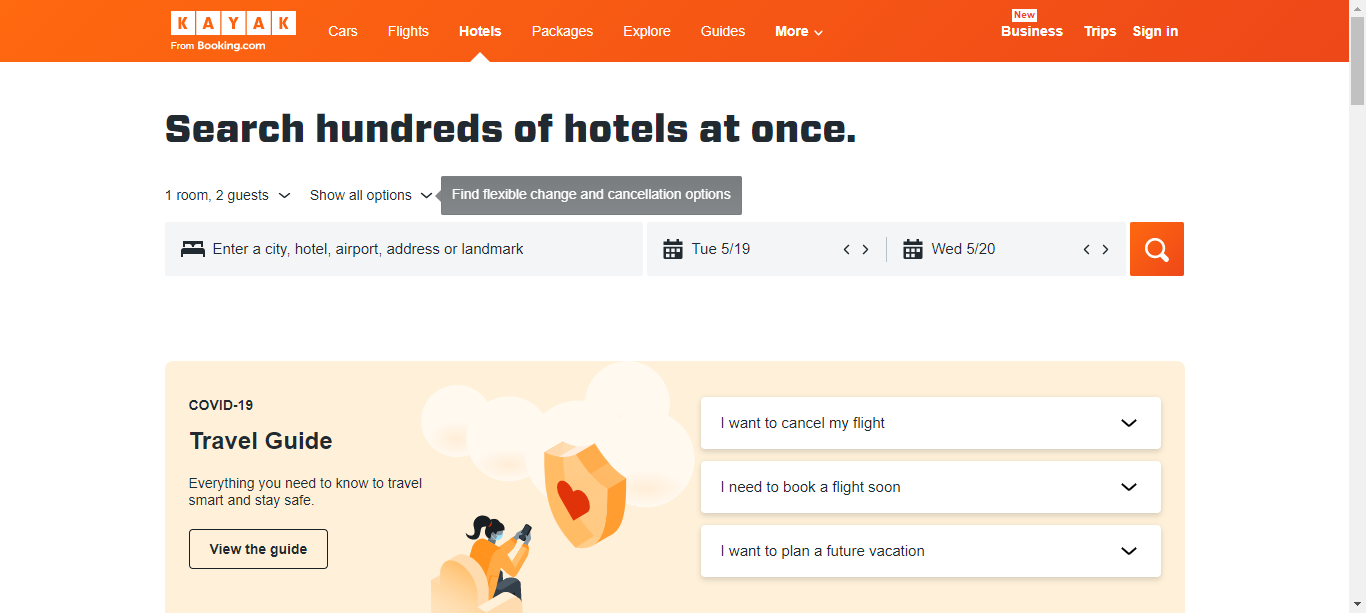 KAYAK
From Booking.com
Cars
Flights
Hotels
Packages
Explore
Guides
More
New
Business
Trips
Sign in
Search hundreds of hotels at once.
1 room, 2 guests
Show all options
Find flexible change and cancellation options
Enter a city, hotel, airport, address or landmark
Tue 5/19
Wed 5/20
COVID-19
Travel Guide
Everything you need to know to travel
smart and stay safe.
View the guide
I want to cancel my flight
I need to book a flight soon
I want to plan a future vacation